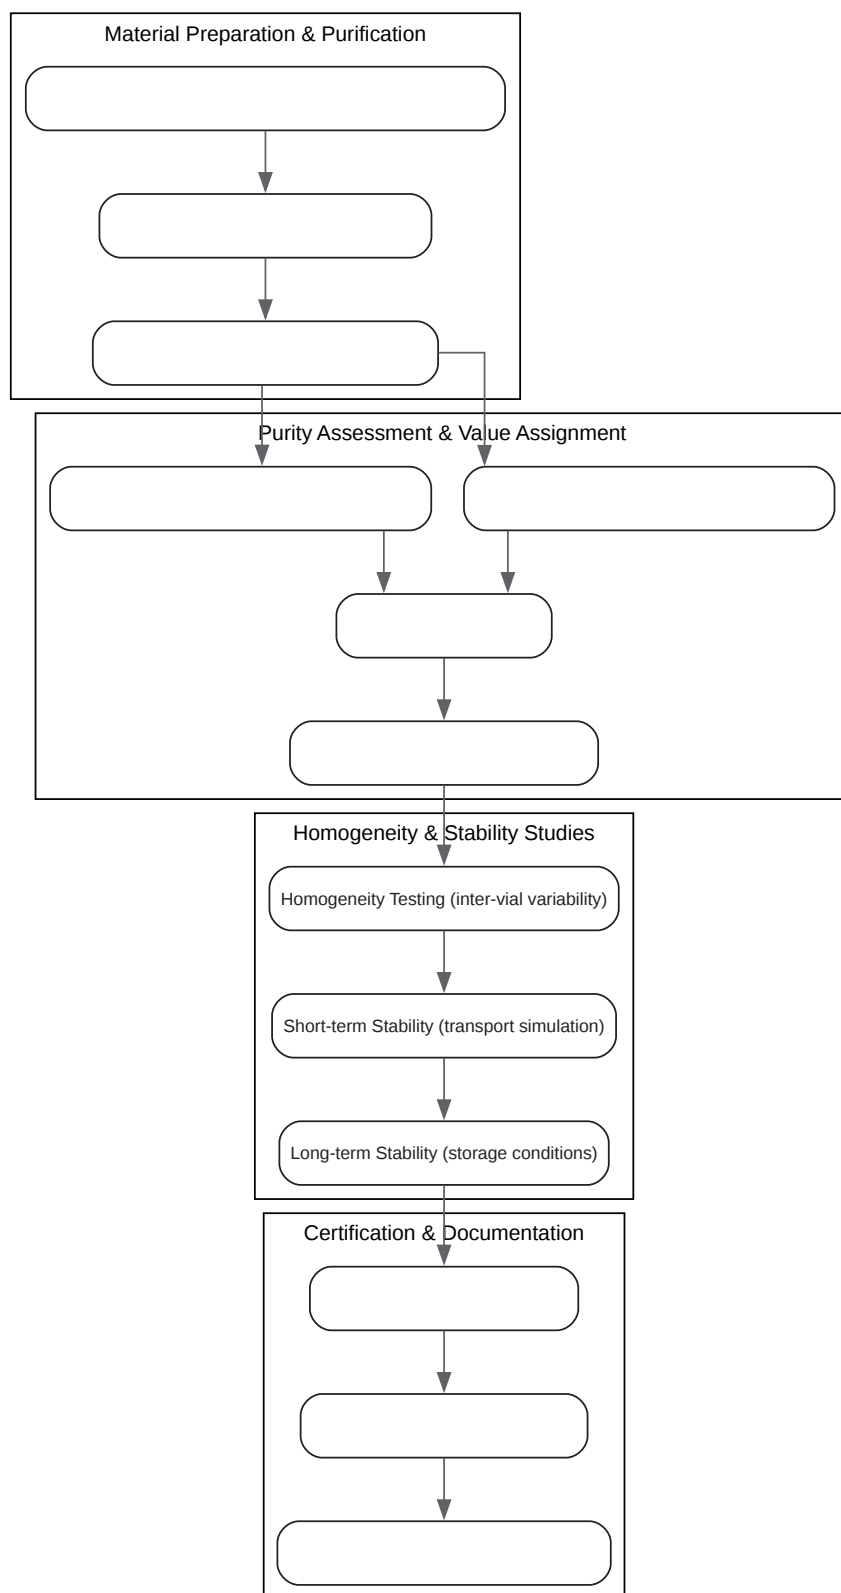 Material Preparation & Purification
Purity Assessment & Value Assignment
Homogeneity & Stability Studies
Homogeneity Testing (inter-vial variability)
Short-term Stability (transport simulation)
Long-term Stability (storage conditions)
Certification & Documentation